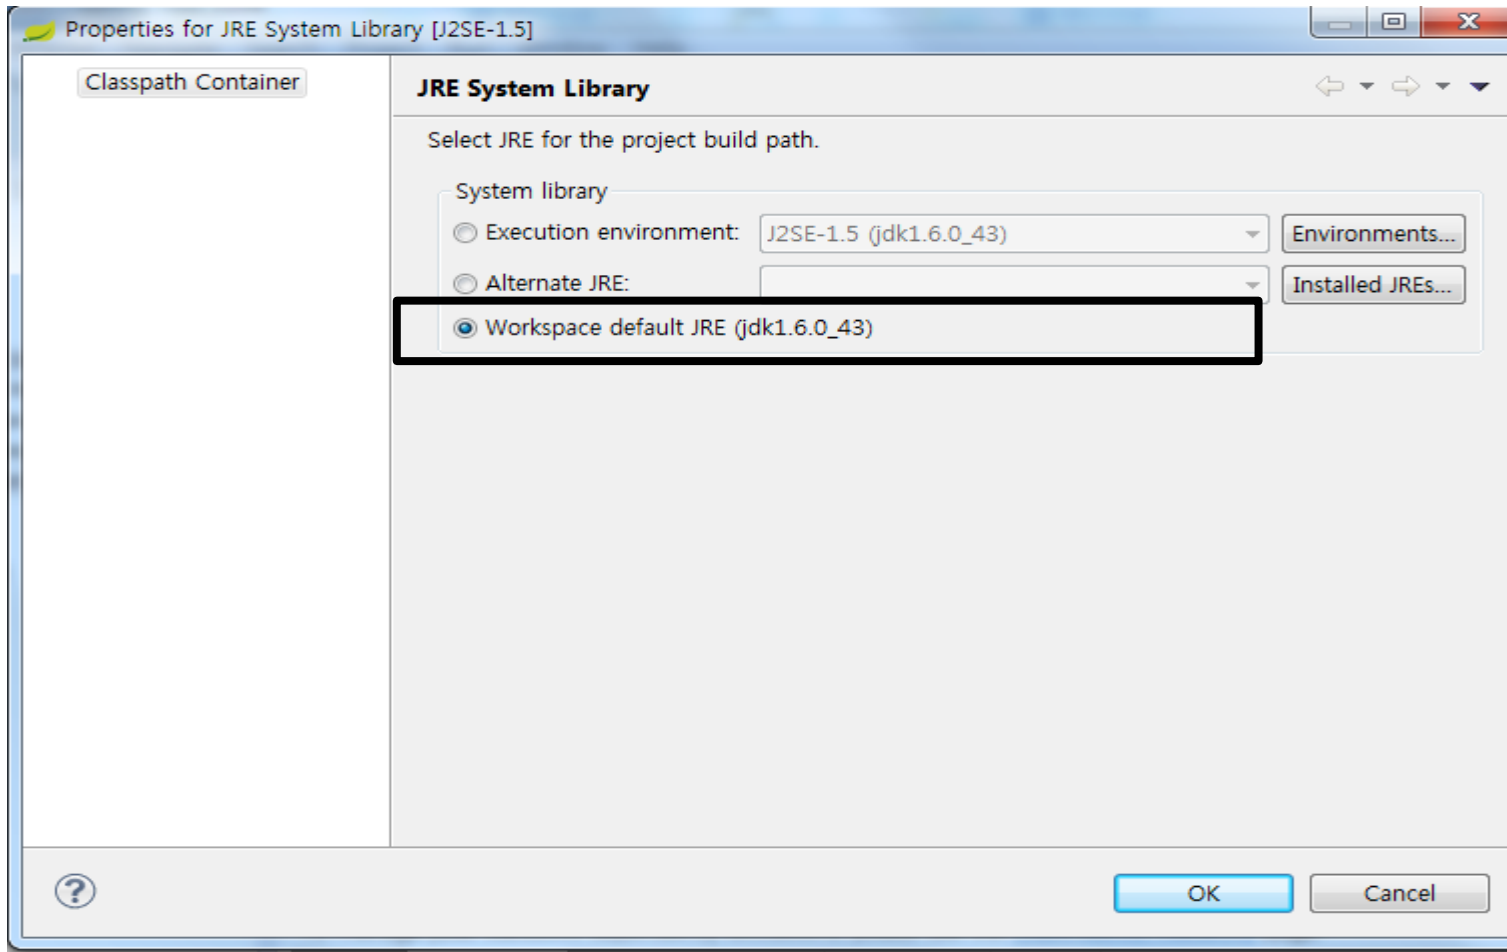 Properties for JRE System Library [J2SE-1.5]
Classpath Container
JRE System Library
Select JRE for the project build path.
System library
Execution environment: J2SE-1.5 (jdk1.6.0_43) Environments...
Alternate JRE: Installed JREs...
Workspace default JRE (jdk1.6.0_43)
OK Cancel